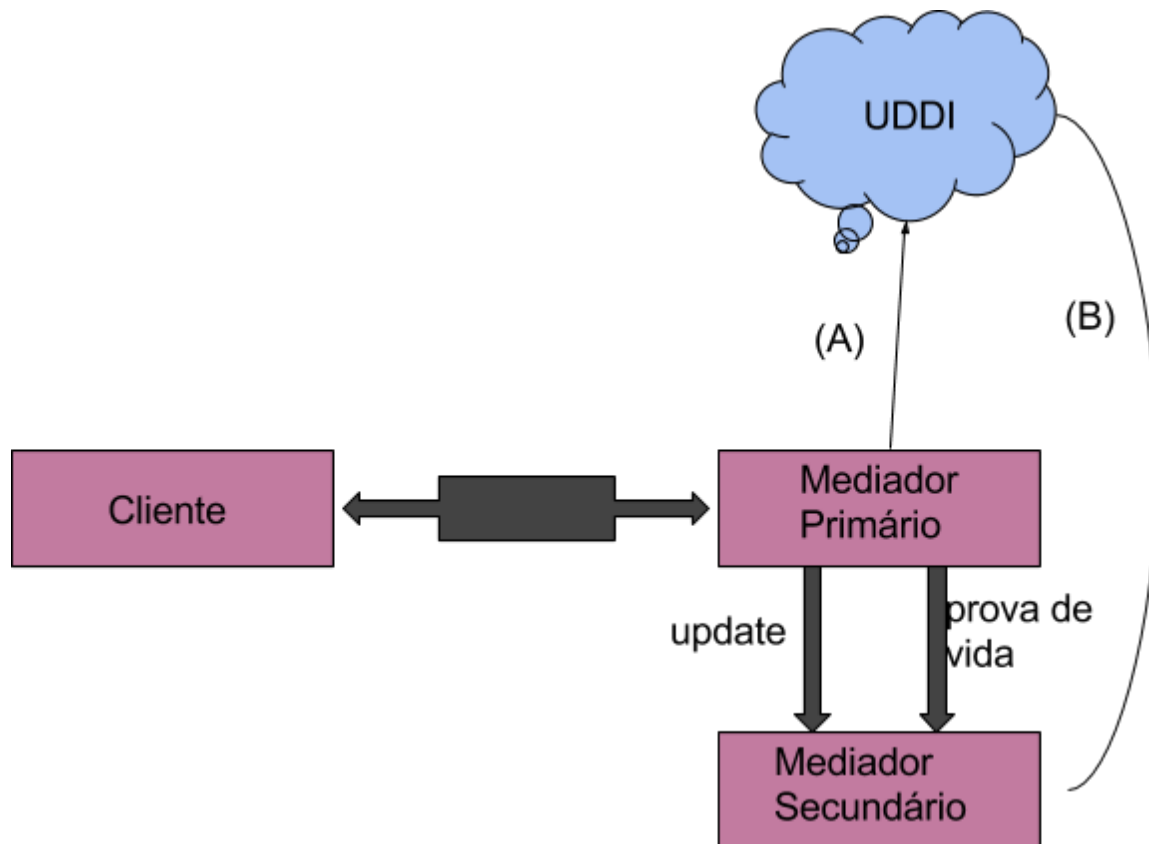 UDDI
(A)
(B)
Cliente
Mediador
Primário
update
prova de
vida
Mediador
Secundário